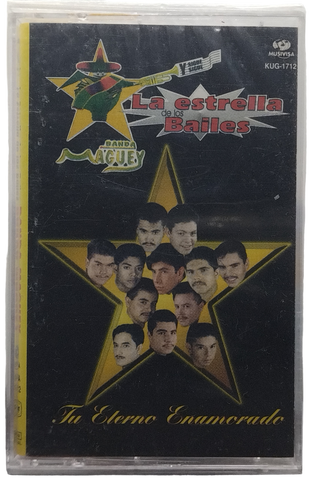 MUSIVISA
KUG-1712
La estrella
de los
Bailes
BANDA
MAGUEY
Tu Eterno Enamorado